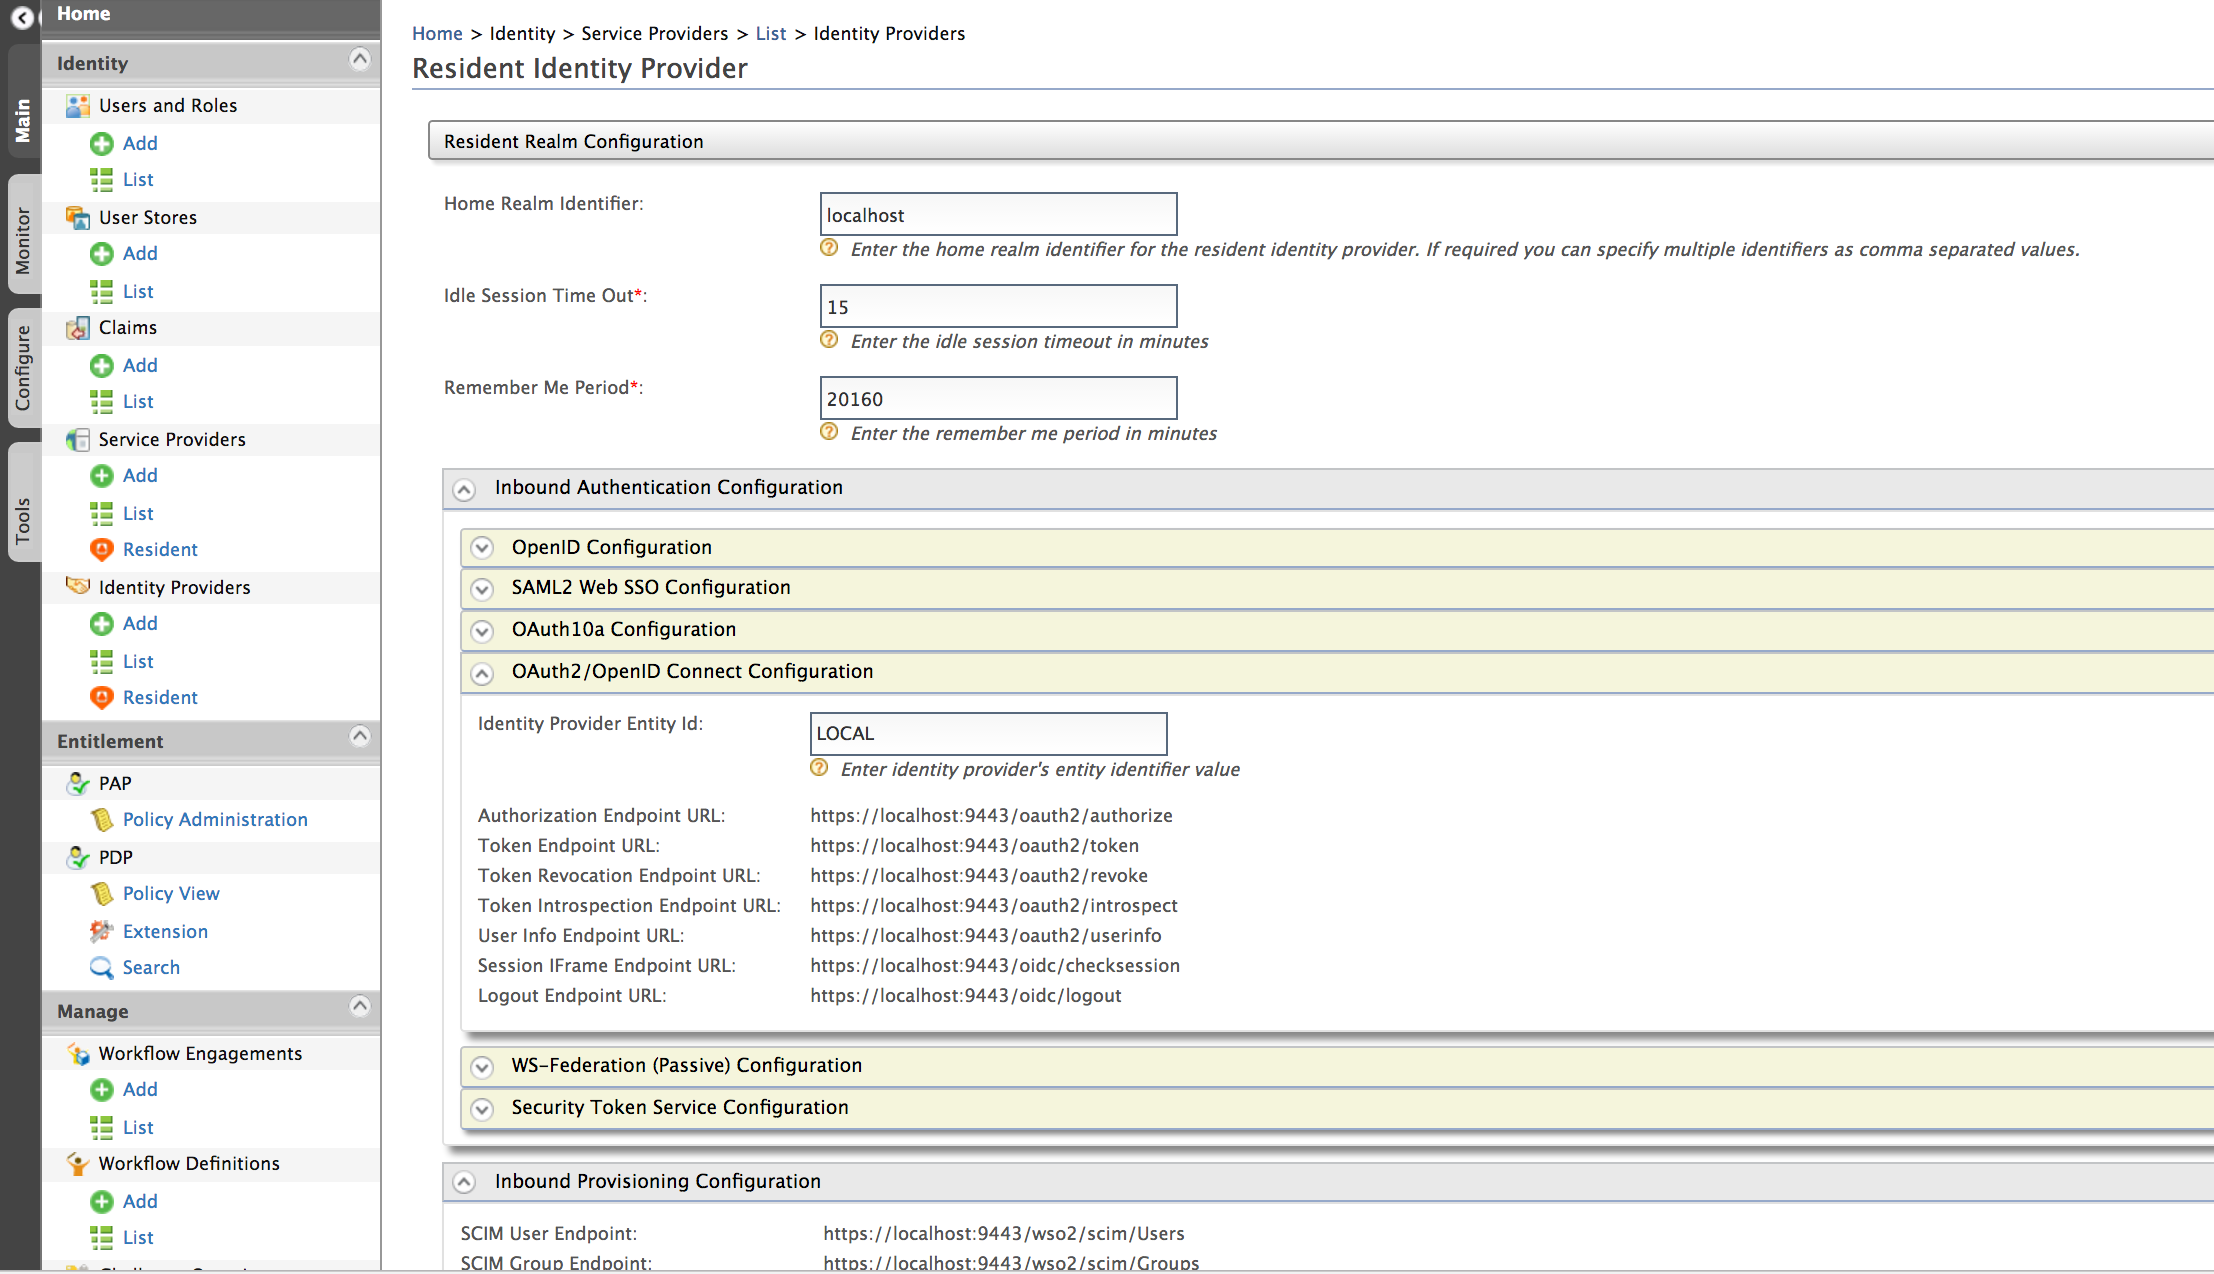 Main
Monitor
Configure
Tools
Home
Identity
Users and Roles
Add
List
User Stores
Add
List
Claims
Add
List
Service Providers
Add
List
Resident
Identity Providers
Add
List
Resident
Entitlement
PAP
Policy Administration
PDP
Policy View
Extension
Search
Manage
Workflow Engagements
Add
List
Workflow Definitions
Add
List
Home > Identity > Service Providers > List > Identity Providers
Resident Identity Provider
Resident Realm Configuration
Home Realm Identifier: localhost
Enter the home realm identifier for the resident identity provider. If required you can specify multiple identifiers as comma separated values.
Idle Session Time Out*: 15
Enter the idle session timeout in minutes
Remember Me Period*: 20160
Enter the remember me period in minutes
Inbound Authentication Configuration
OpenID Configuration
SAML2 Web SSO Configuration
OAuth10a Configuration
OAuth2/OpenID Connect Configuration
Identity Provider Entity Id: LOCAL
Enter identity provider's entity identifier value
Authorization Endpoint URL: https://localhost:9443/oauth2/authorize
Token Endpoint URL: https://localhost:9443/oauth2/token
Token Revocation Endpoint URL: https://localhost:9443/oauth2/revoke
Token Introspection Endpoint URL: https://localhost:9443/oauth2/introspect
User Info Endpoint URL: https://localhost:9443/oauth2/userinfo
Session IFrame Endpoint URL: https://localhost:9443/oidc/checksession
Logout Endpoint URL: https://localhost:9443/oidc/logout
WS-Federation (Passive) Configuration
Security Token Service Configuration
Inbound Provisioning Configuration
SCIM User Endpoint: https://localhost:9443/wso2/scim/Users
SCIM Group Endpoint: https://localhost:9443/wso2/scim/Groups